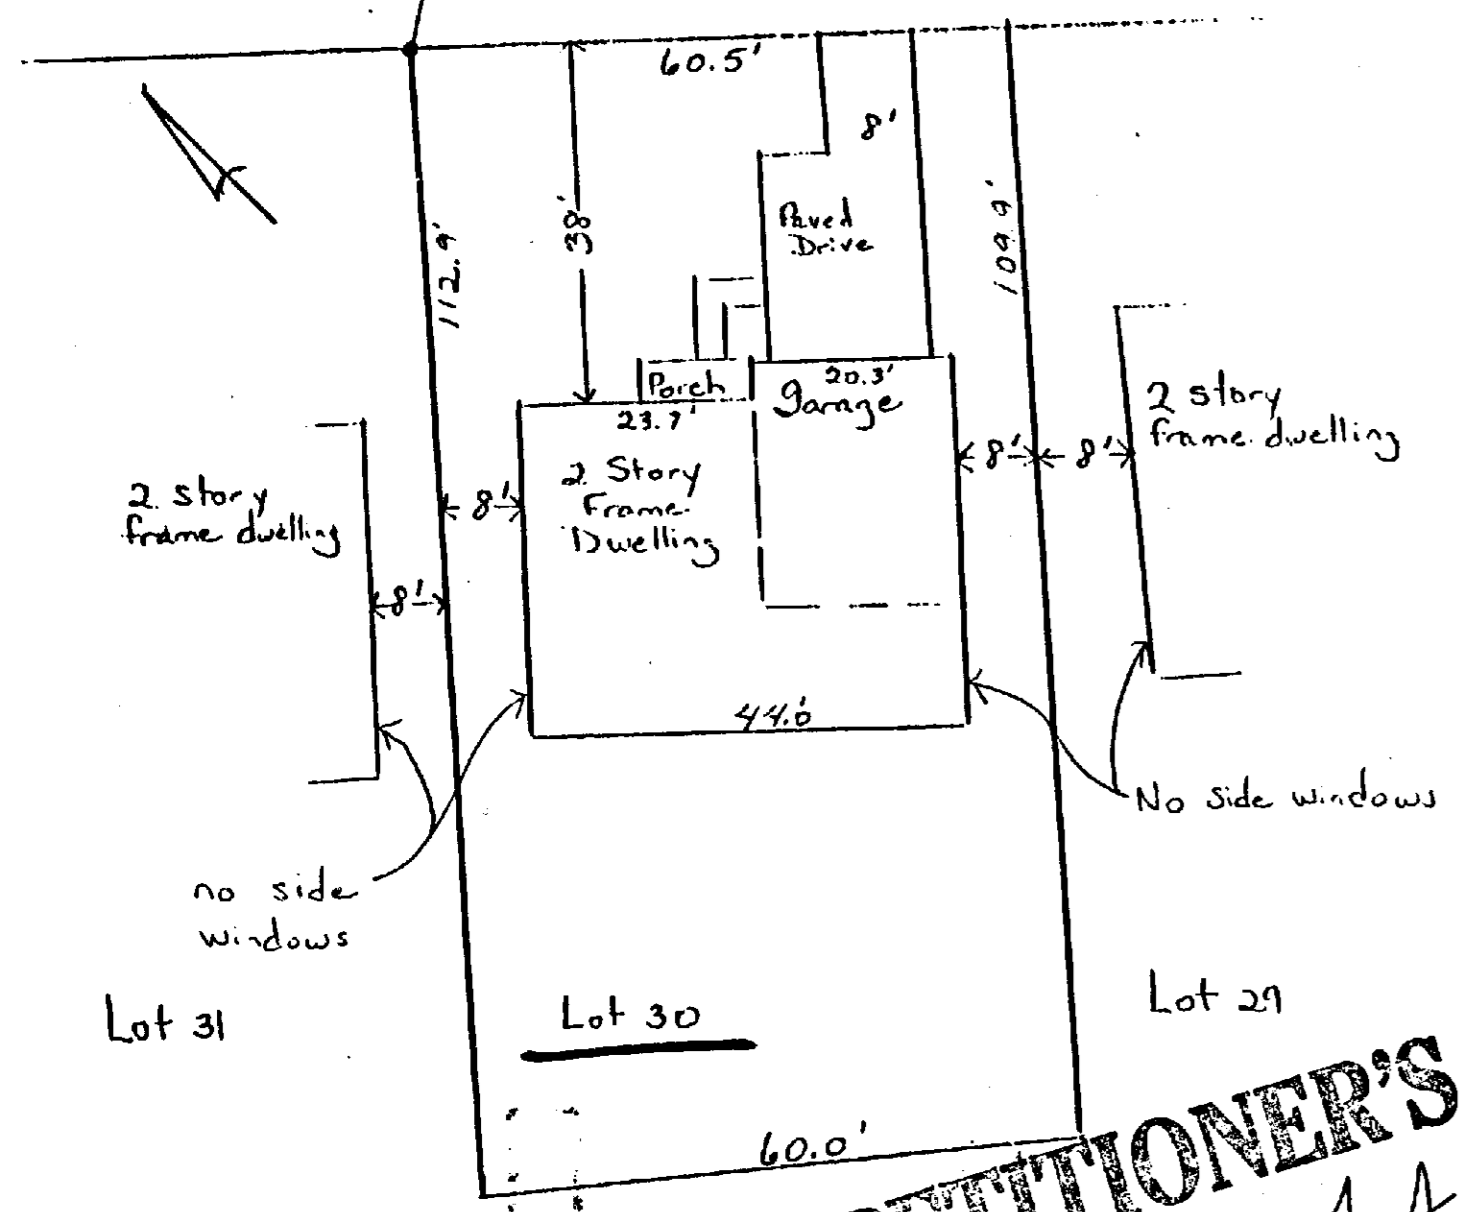 60.5'
8'
38'
112.9'
109.9'
Paved
Drive
Porch
20.3'
Garage
23.7'
2 Story
Frame
Dwelling
8'
8'
8'
8'
2 story
frame dwelling
2 story
frame dwelling
44.0'
No side windows
no side
windows
Lot 31
Lot 30
Lot 29
60.0'
PETITIONER'S